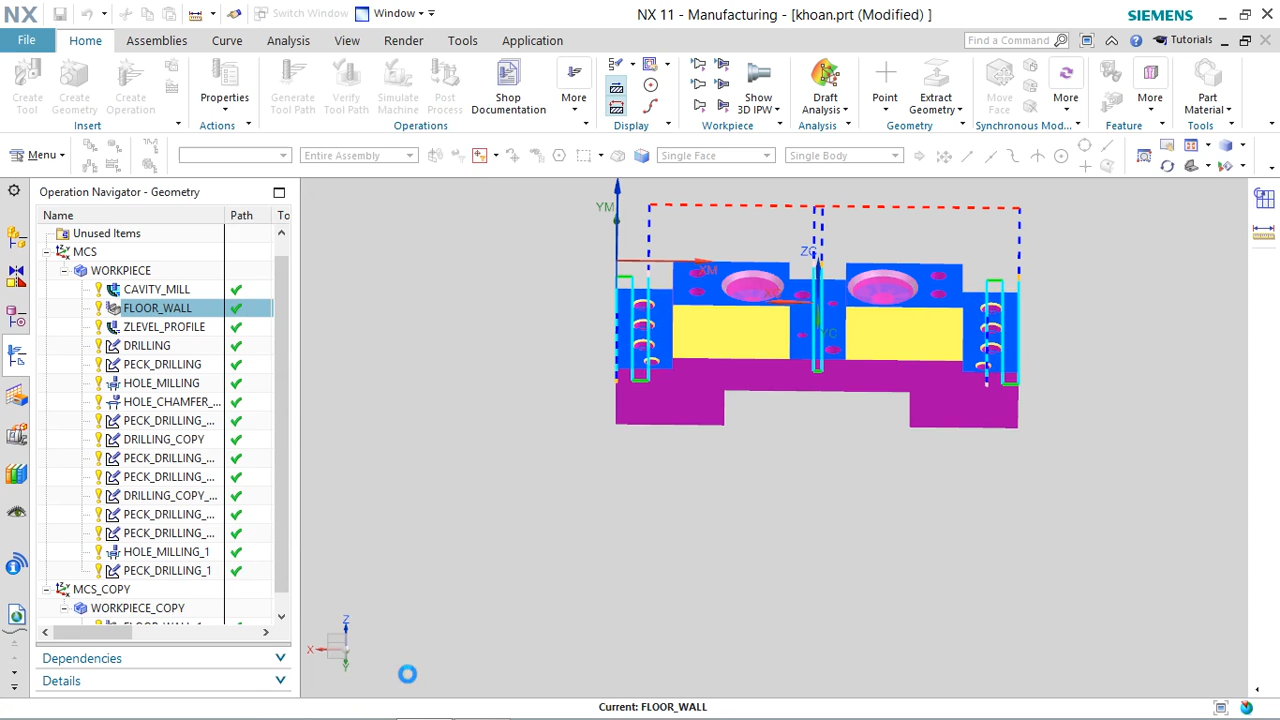 NX Switch Window Window NX 11 - Manufacturing - [khoan.prt (Modified) ] SIEMENS
File Home Assemblies Curve Analysis View Render Tools Application Find a Command Tutorials
Create Tool Create Geometry Create Operation Properties Generate Tool Path Verify Tool Path Simulate Machine Post Process Shop Documentation More Show 3D IPW Draft Analysis Point Extract Geometry Move Face More More Part Material
Insert Actions Operations Display Workpiece Analysis Geometry Synchronous Mod... Feature Tools
Menu Entire Assembly Single Face Single Body
Operation Navigator - Geometry
Name Path To
Unused Items
MCS
WORKPIECE
CAVITY_MILL
FLOOR_WALL
ZLEVEL_PROFILE
DRILLING
PECK_DRILLING
HOLE_MILLING
HOLE_CHAMFER_...
PECK_DRILLING_...
DRILLING_COPY
PECK_DRILLING_...
PECK_DRILLING_...
DRILLING_COPY_...
PECK_DRILLING_...
PECK_DRILLING_...
HOLE_MILLING_1
PECK_DRILLING_1
MCS_COPY
WORKPIECE_COPY
Dependencies
Details
YM
ZC
XM
XC
YC
Z
X
Y
Current: FLOOR_WALL